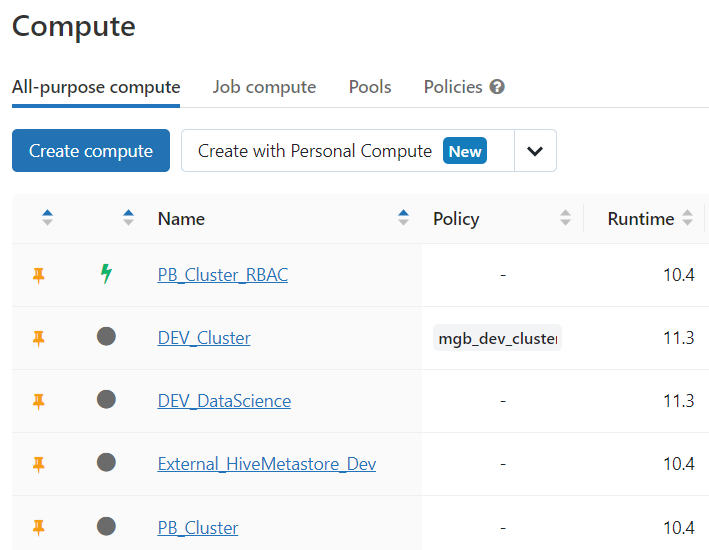 Compute
All-purpose compute Job compute Pools Policies
Create compute Create with Personal Compute New
Name Policy Runtime
PB_Cluster_RBAC - 10.4
DEV_Cluster mgb_dev_cluster 11.3
DEV_DataScience - 11.3
External_HiveMetastore_Dev - 10.4
PB_Cluster - 10.4